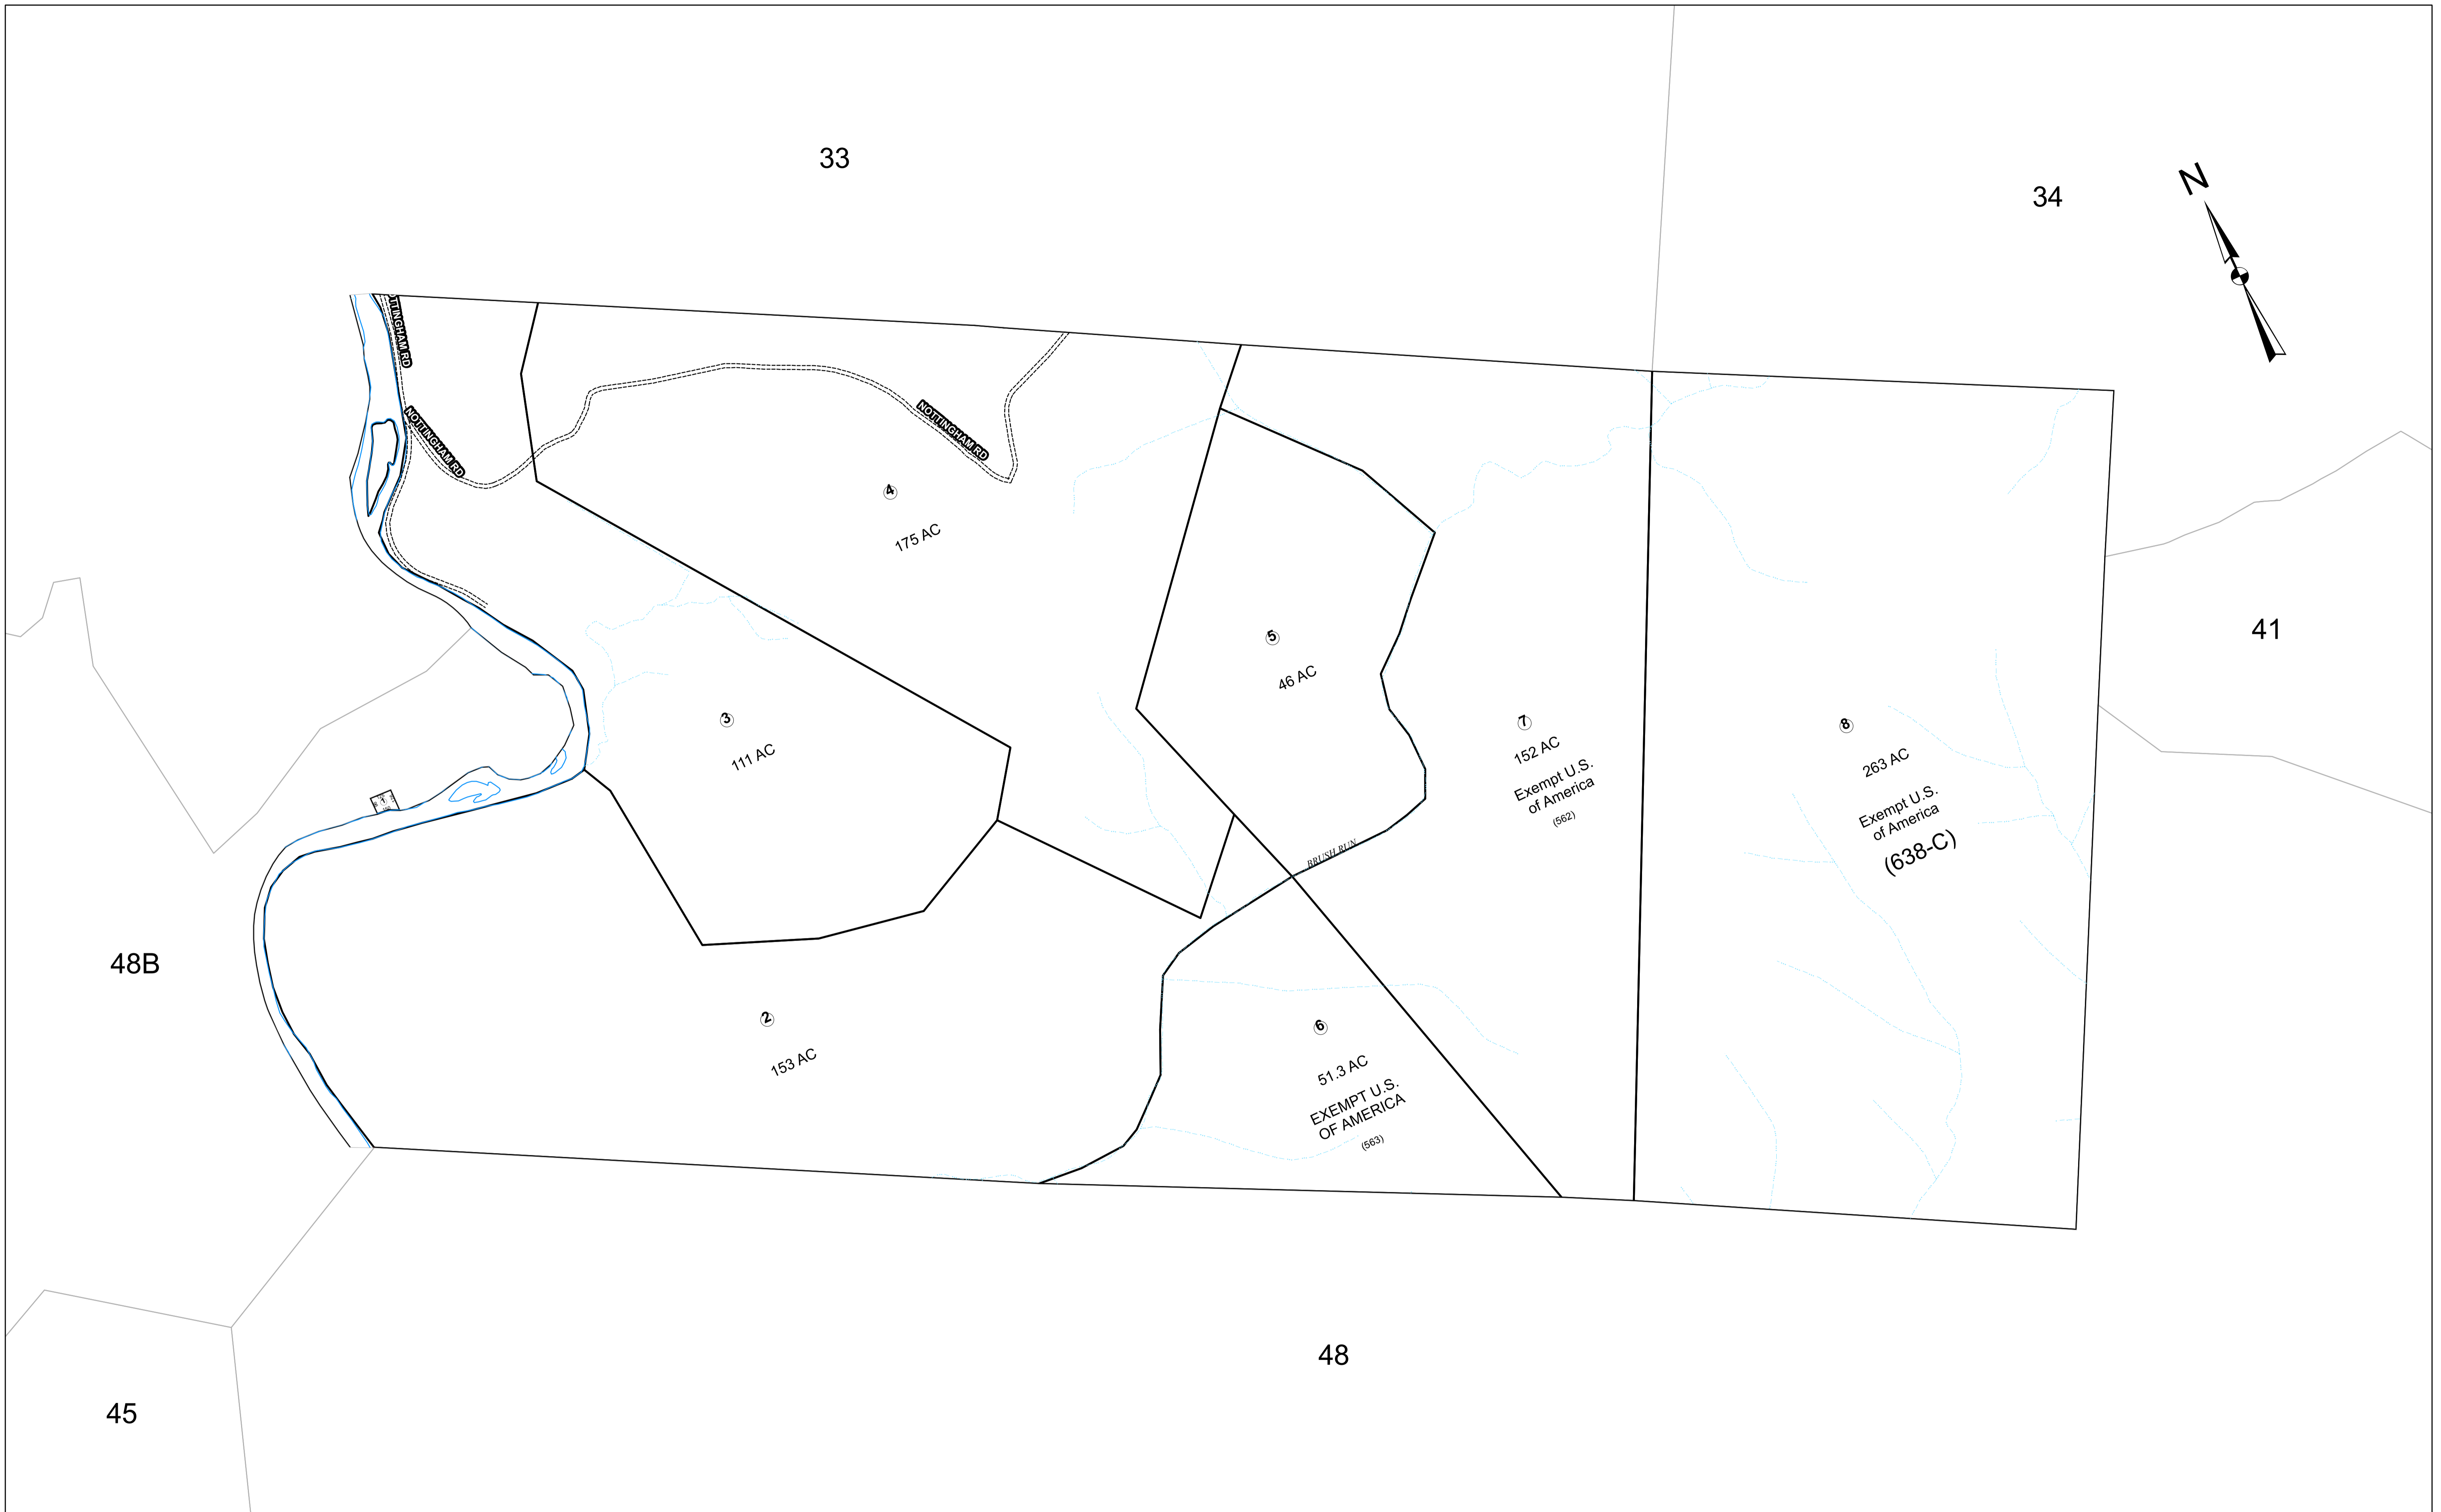 33
34
N
NOTTINGHAM RD
NOTTINGHAM RD
4
175 AC
5
46 AC
41
3
111 AC
7
152 AC
Exempt U.S.
of America
(562)
8
263 AC
Exempt U.S.
of America
(638-C)
BRUSH RUN
48B
2
153 AC
6
51.3 AC
EXEMPT U.S.
OF AMERICA
(563)
48
45